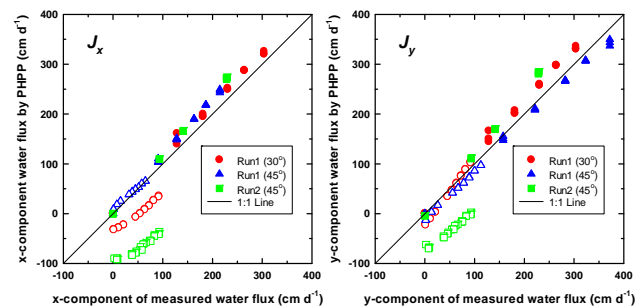 400
300
200
100
0
-100
x-component water flux by PHPP (cm d⁻¹)
Jx
Run1 (30°)
Run1 (45°)
Run2 (45°)
1:1 Line
-100 0 100 200 300 400
x-component of measured water flux (cm d⁻¹)
400
300
200
100
0
-100
y-component water flux by PHPP (cm d⁻¹)
Jy
Run1 (30°)
Run1 (45°)
Run2 (45°)
1:1 Line
-100 0 100 200 300 400
y-component of measured water flux (cm d⁻¹)